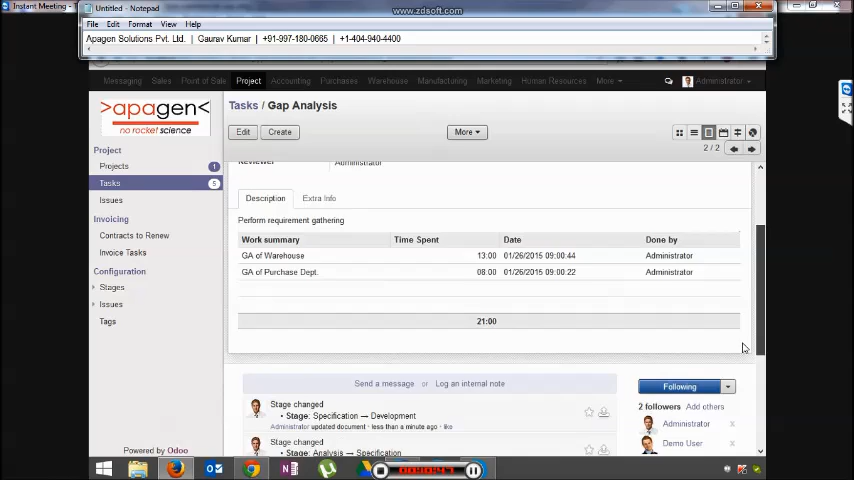 Instant Meeting -
Untitled - Notepad
www.zdsoft.com
File Edit Format View Help
Apagen Solutions Pvt. Ltd. | Gaurav Kumar | +91-997-180-0665 | +1-404-940-4400
Messaging Sales Point of Sale Project Accounting Purchases Warehouse Manufacturing Marketing Human Resources More Administrator
>apagen<
no rocket science
Tasks / Gap Analysis
Edit Create More
2 / 2
Project
Projects 1
Tasks 5
Issues
Invoicing
Contracts to Renew
Invoice Tasks
Configuration
Stages
Issues
Tags
Powered by Odoo
Reviewer Administrator
Description Extra Info
Perform requirement gathering
Work summary Time Spent Date Done by
GA of Warehouse 13:00 01/26/2015 09:00:44 Administrator
GA of Purchase Dept. 08:00 01/26/2015 09:00:22 Administrator
21:00
Send a message or Log an internal note
Stage changed
• Stage: Specification → Development
Administrator updated document · less than a minute ago · like
Stage changed
• Stage: Analysis → Specification
Following
2 followers Add others
Administrator x
Demo User x